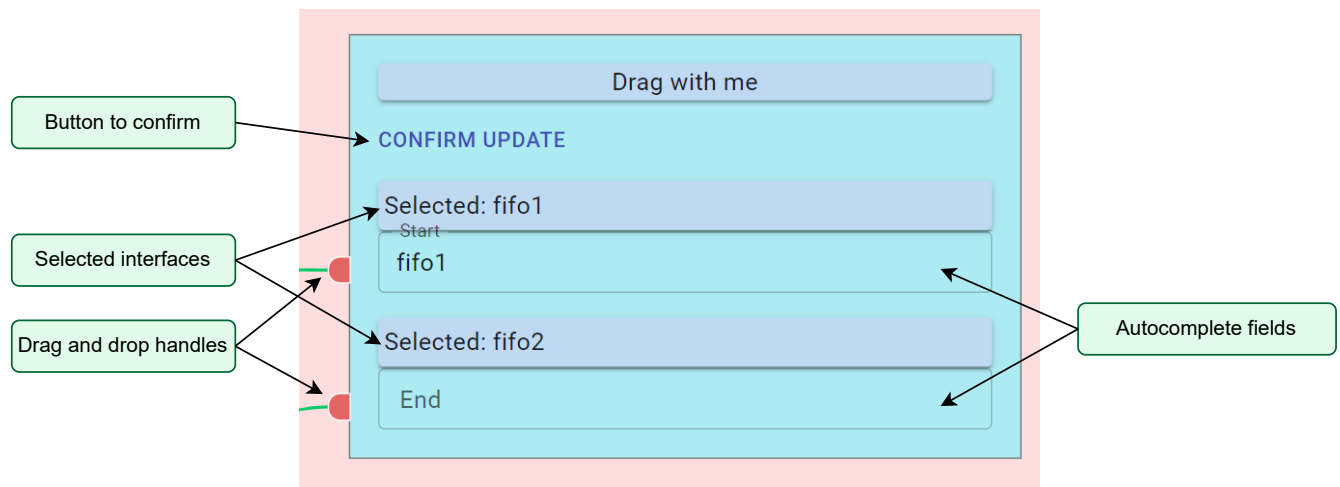 Drag with me
Button to confirm
CONFIRM UPDATE
Selected: fifo1
Start
Selected interfaces
fifo1
Autocomplete fields
Drag and drop handles
Selected: fifo2
End